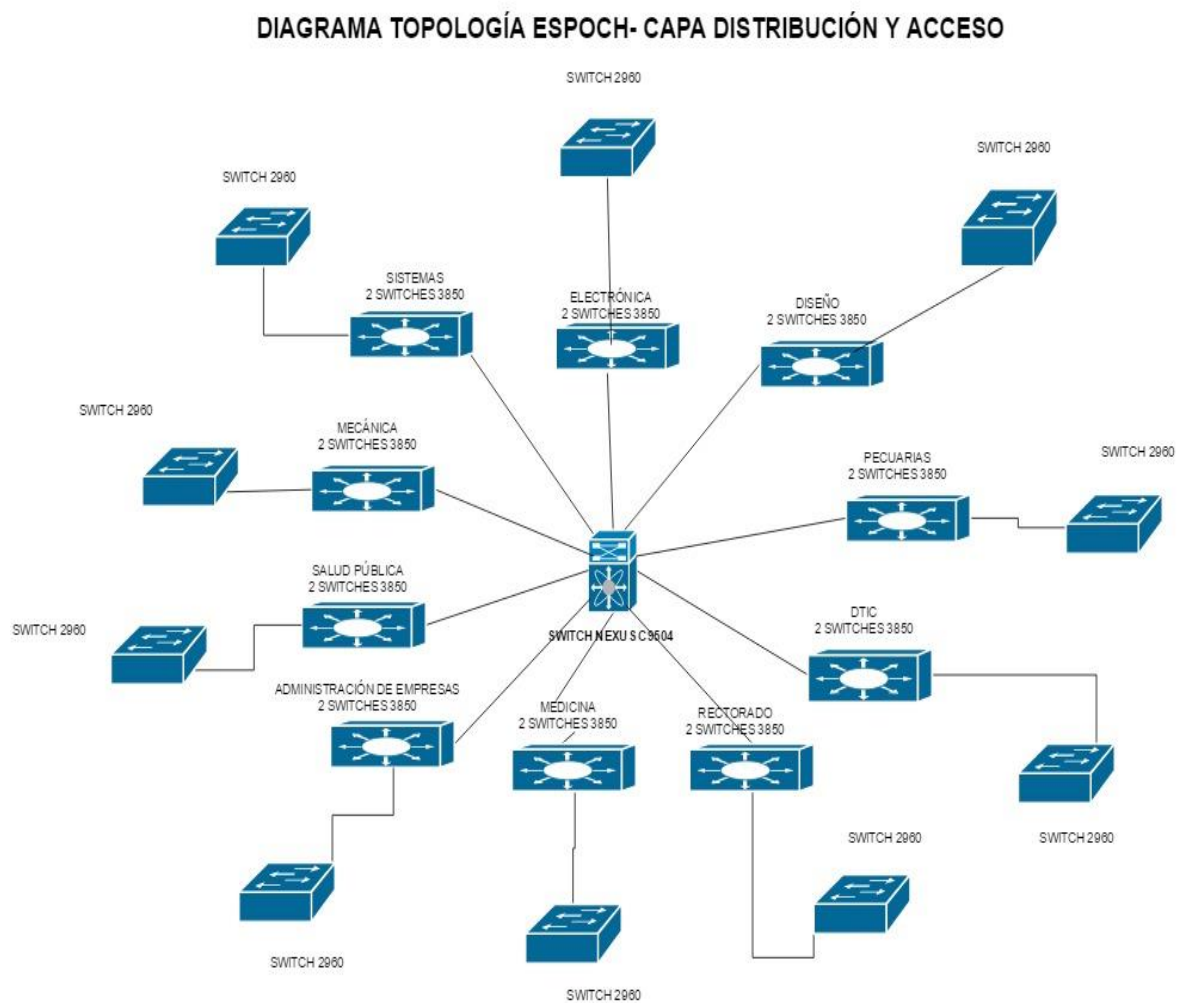 DIAGRAMA TOPOLOGÍA ESPOCH- CAPA DISTRIBUCIÓN Y ACCESO
SWITCH 2960
SWITCH 2960
SWITCH 2960
SISTEMAS
2 SWITCHES 3850
ELECTRÓNICA
2 SWITCHES 3850
DISEÑO
2 SWITCHES 3850
SWITCH 2960
MECÁNICA
2 SWITCHES 3850
PECUARIAS
2 SWITCHES 3850
SWITCH 2960
SALUD PÚBLICA
2 SWITCHES 3850
DTIC
2 SWITCHES 3850
SWITCH 2960
SWITCH NEXU S C9504
ADMINISTRACIÓN DE EMPRESAS
2 SWITCHES 3850
MEDICINA
2 SWITCHES 3850
RECTORADO
2 SWITCHES 3850
SWITCH 2960
SWITCH 2960
SWITCH 2960
SWITCH 2960